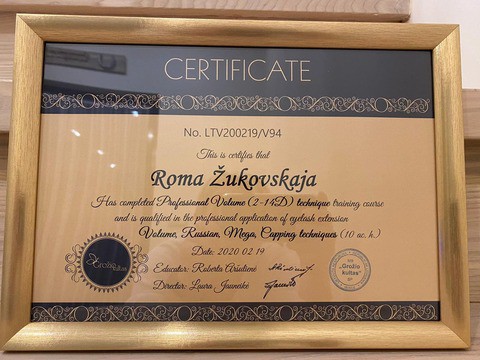 CERTIFICATE
No. LTV200219/V94
This is certifies that
Roma Žukovskaja
Has completed Professional Volume (2-14D) technique training course
and is qualified in the professional application of eyelash extension
Volume, Russian, Mega, Capping techniques (10 ac. h.)
Date: 2020 02 19
Educator: Roberta
Director: Laura
„Grožio
kultas"